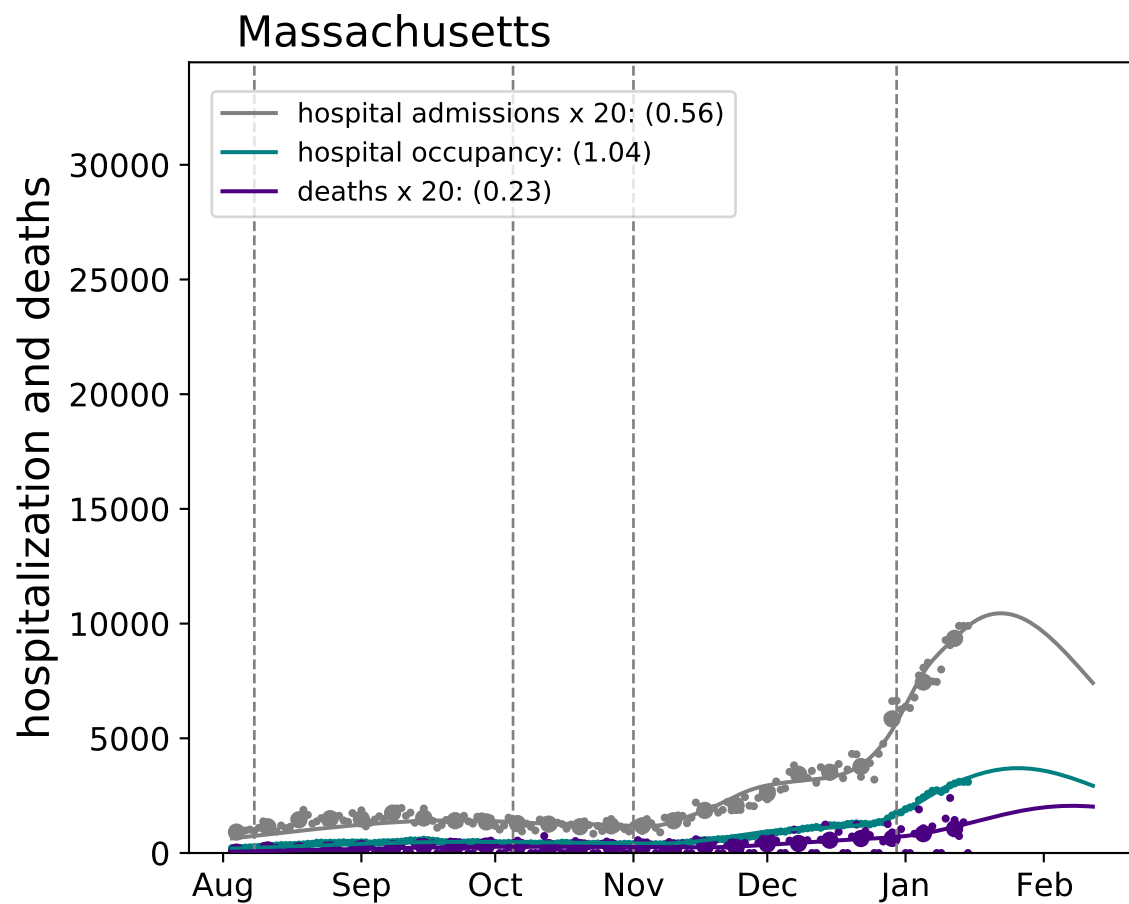 Massachusetts
hospital admissions x 20: (0.56)
hospital occupancy: (1.04)
deaths x 20: (0.23)
hospitalization and deaths
30000
25000
20000
15000
10000
5000
0
Aug Sep Oct Nov Dec Jan Feb